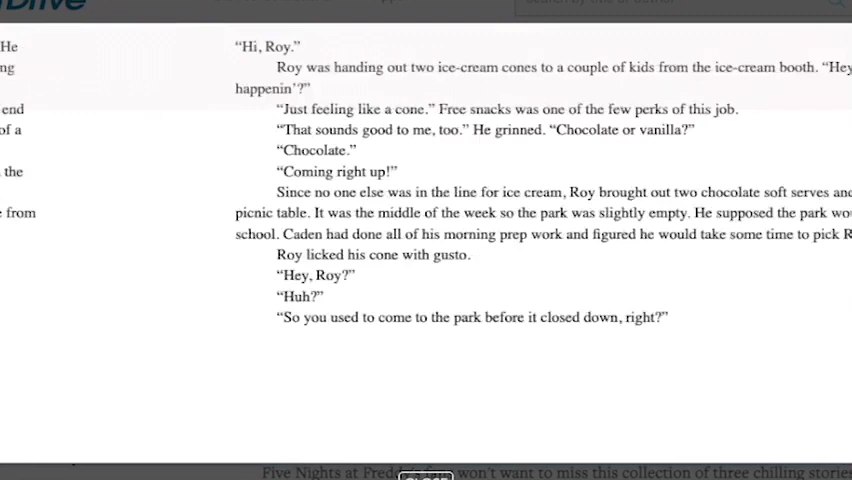 He
ng
end
of a
the
e from
"Hi, Roy."
Roy was handing out two ice-cream cones to a couple of kids from the ice-cream booth. "Hey
happenin'?"
"Just feeling like a cone." Free snacks was one of the few perks of this job.
"That sounds good to me, too." He grinned. "Chocolate or vanilla?"
"Chocolate."
"Coming right up!"
Since no one else was in the line for ice cream, Roy brought out two chocolate soft serves and
picnic table. It was the middle of the week so the park was slightly empty. He supposed the park wou
school. Caden had done all of his morning prep work and figured he would take some time to pick R
Roy licked his cone with gusto.
"Hey, Roy?"
"Huh?"
"So you used to come to the park before it closed down, right?"
Five Nights at Freddy's fans won't want to miss this collection of three chilling stories
CLOSE